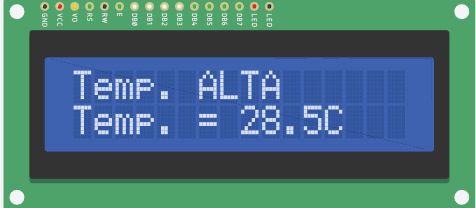 GND VCC VO RS RW E DB0 DB1 DB2 DB3 DB4 DB5 DB6 DB7 LED LED
Temp. ALTA
Temp. = 28.5C